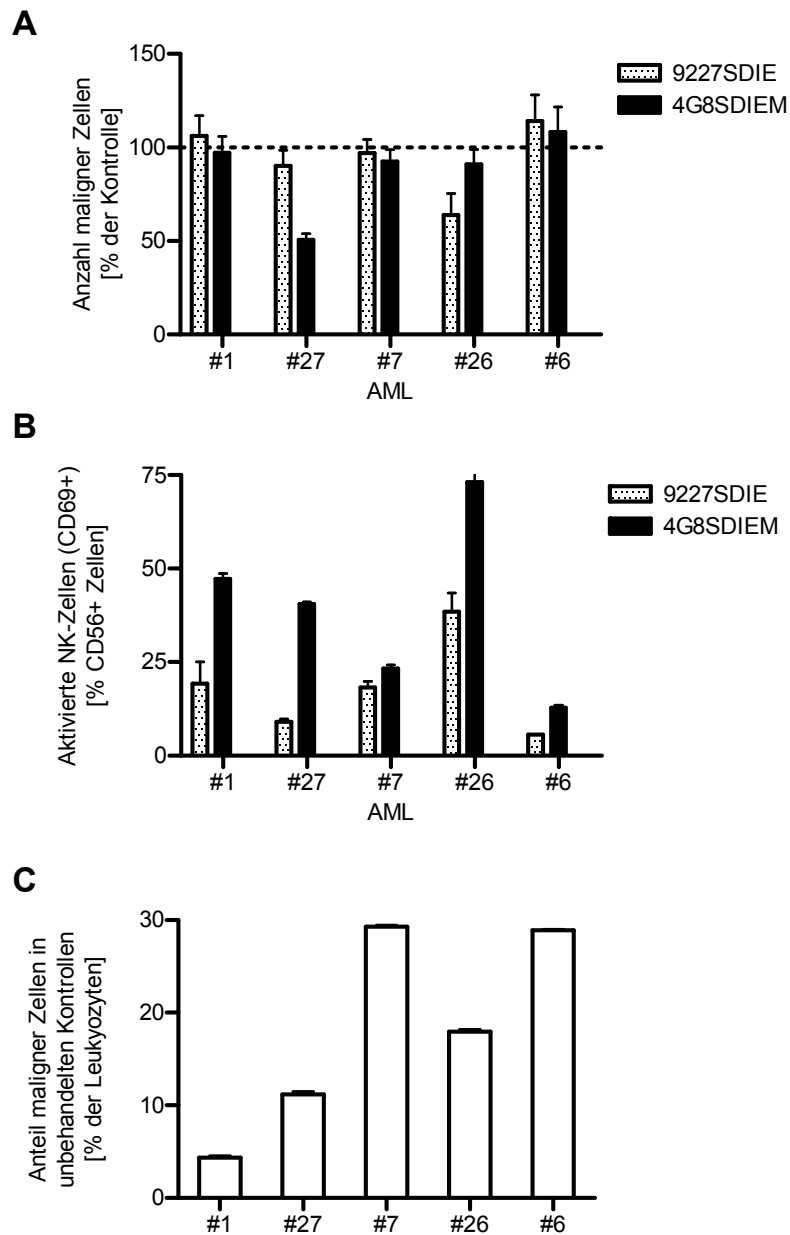 A
Anzahl maligner Zellen
[% der Kontrolle]
150
100
50
0
9227SDIE
4G8SDIEM
#1 #27 #7 #26 #6
AML
B
Aktivierte NK-Zellen (CD69+)
[% CD56+ Zellen]
75
50
25
0
9227SDIE
4G8SDIEM
#1 #27 #7 #26 #6
AML
C
Anteil maligner Zellen in
unbehandelten Kontrollen
[% der Leukyozyten]
30
20
10
0
#1 #27 #7 #26 #6